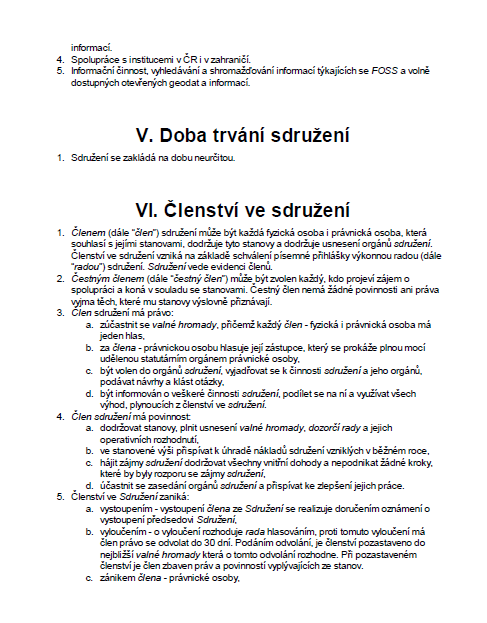 informací.
4. Spolupráce s institucemi v ČR i v zahraničí.
5. Informační činnost, vyhledávání a shromažďování informací týkajících se FOSS a volně
dostupných otevřených geodat a informací.
V. Doba trvání sdružení
1. Sdružení se zakládá na dobu neurčitou.
VI. Členství ve sdružení
1. Členem (dále "člen") sdružení může být každá fyzická osoba i právnická osoba, která
souhlasí s jejími stanovami, dodržuje tyto stanovy a dodržuje usnesení orgánů sdružení.
Členství ve sdružení vzniká na základě schválení písemné přihlášky výkonnou radou (dále
"radou") sdružení. Sdružení vede evidenci členů.
2. Čestným členem (dále "čestný člen") může být zvolen každý, kdo projeví zájem o
spolupráci a koná v souladu se stanovami. Čestný člen nemá žádné povinnosti ani práva
vyjma těch, které mu stanovy výslovně přiznávají.
3. Člen sdružení má právo:
a. zúčastnit se valné hromady, přičemž každý člen - fyzická i právnická osoba má
jeden hlas,
b. za člena - právnickou osobu hlasuje její zástupce, který se prokáže plnou mocí
udělenou statutárním orgánem právnické osoby,
c. být volen do orgánů sdružení, vyjadřovat se k činnosti sdružení a jeho orgánů,
podávat návrhy a klást otázky,
d. být informován o veškeré činnosti sdružení, podílet se na ní a využívat všech
výhod, plynoucích z členství ve sdružení.
4. Člen sdružení má povinnost:
a. dodržovat stanovy, plnit usnesení valné hromady, dozorčí rady a jejich
operativních rozhodnutí,
b. ve stanovené výši přispívat k úhradě nákladů sdružení vzniklých v běžném roce,
c. hájit zájmy sdružení dodržovat všechny vnitřní dohody a nepodnikat žádné kroky,
které by byly rozporu se zájmy sdružení,
d. účastnit se zasedání orgánů sdružení a přispívat ke zlepšení jejich práce.
5. Členství ve Sdružení zaniká:
a. vystoupením - vystoupení člena ze Sdružení se realizuje doručením oznámení o
vystoupení předsedovi Sdružení,
b. vyloučením - o vyloučení rozhoduje rada hlasováním, proti tomuto vyloučení má
člen právo se odvolat do 30 dní. Podáním odvolání, je členství pozastaveno do
nejbližší valné hromady která o tomto odvolání rozhodne. Při pozastaveném
členství je člen zbaven práv a povinností vyplývajících ze stanov.
c. zánikem člena - právnické osoby,